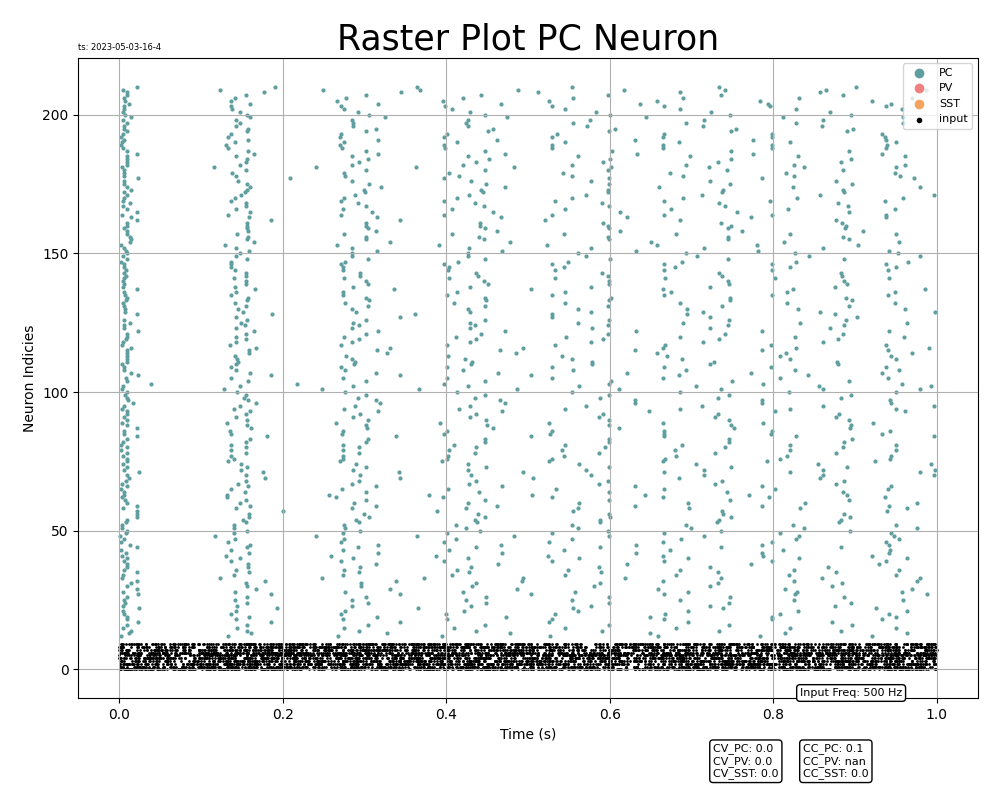 Raster Plot PC Neuron
ts: 2023-05-03-16-4
PC
PV
SST
input
200
150
100
50
0
Neuron Indicies
0.0 0.2 0.4 0.6 0.8 1.0
Time (s)
Input Freq: 500 Hz
CV_PC: 0.0
CV_PV: 0.0
CV_SST: 0.0
CC_PC: 0.1
CC_PV: nan
CC_SST: 0.0